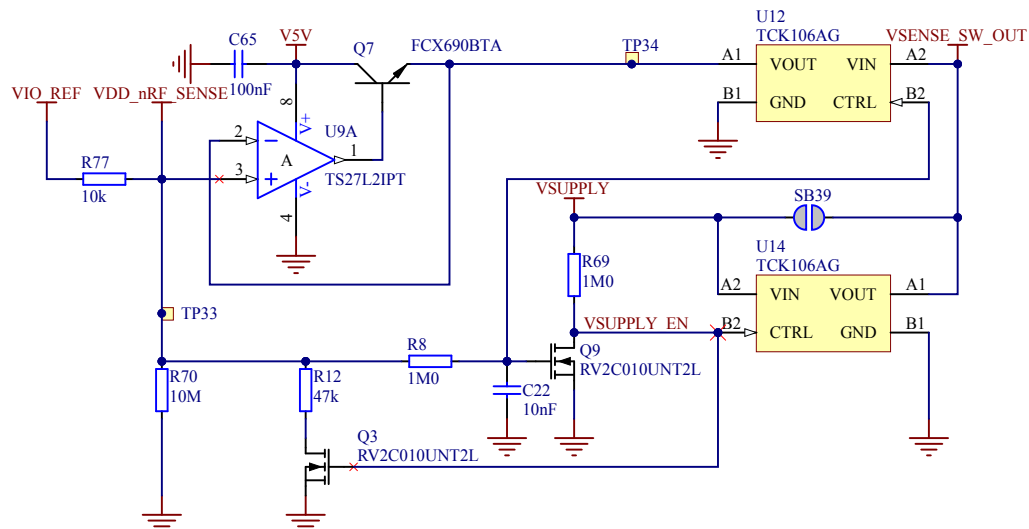 U12
TCK106AG
C65
V5V
Q7
FCX690BTA
TP34
VSENSE_SW_OUT
A1
VOUT
VIN
A2
100nF
VIO_REF
VDD_nRF_SENSE
B1
GND
CTRL
B2
8
V+
2
U9A
1
A
R77
3
TS27L2IPT
10k
V-
4
VSUPPLY
SB39
U14
TCK106AG
R69
1M0
A2
VIN
VOUT
A1
TP33
VSUPPLY_EN
B2
CTRL
GND
B1
R8
Q9
RV2C010UNT2L
R70
10M
R12
47k
1M0
C22
10nF
Q3
RV2C010UNT2L